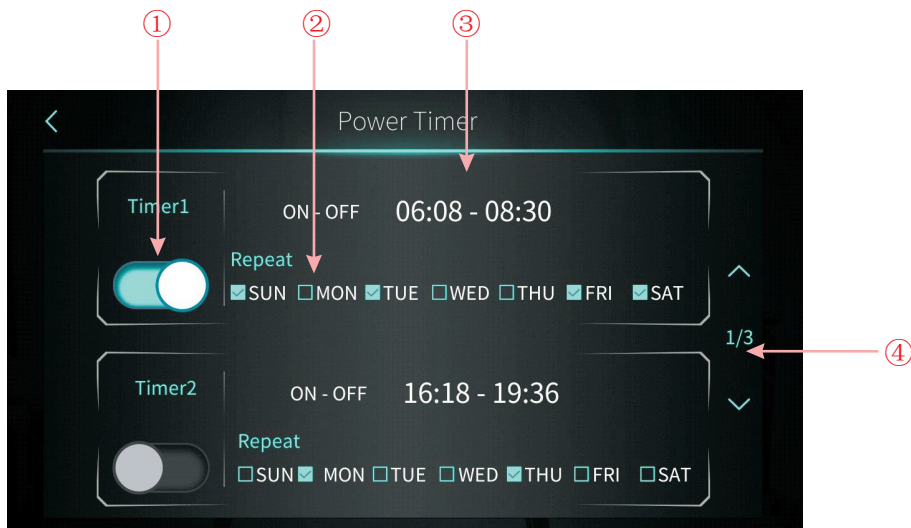 ① ② ③
Power Timer
Timer1
ON - OFF 06:08 - 08:30
Repeat
SUN MON TUE WED THU FRI SAT
1/3
④
Timer2
ON - OFF 16:18 - 19:36
Repeat
SUN MON TUE WED THU FRI SAT